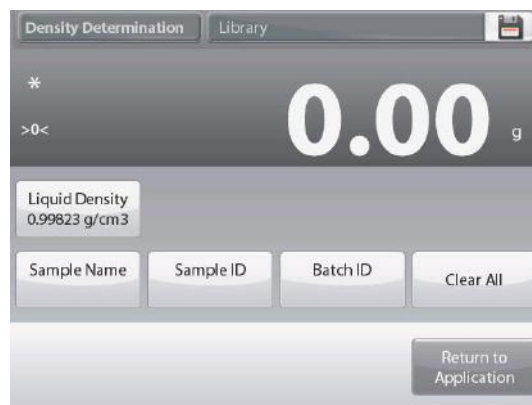 Density Determination Library
*
>0<
0.00 g
Liquid Density
0.99823 g/cm3
Sample Name Sample ID Batch ID Clear All
Return to
Application